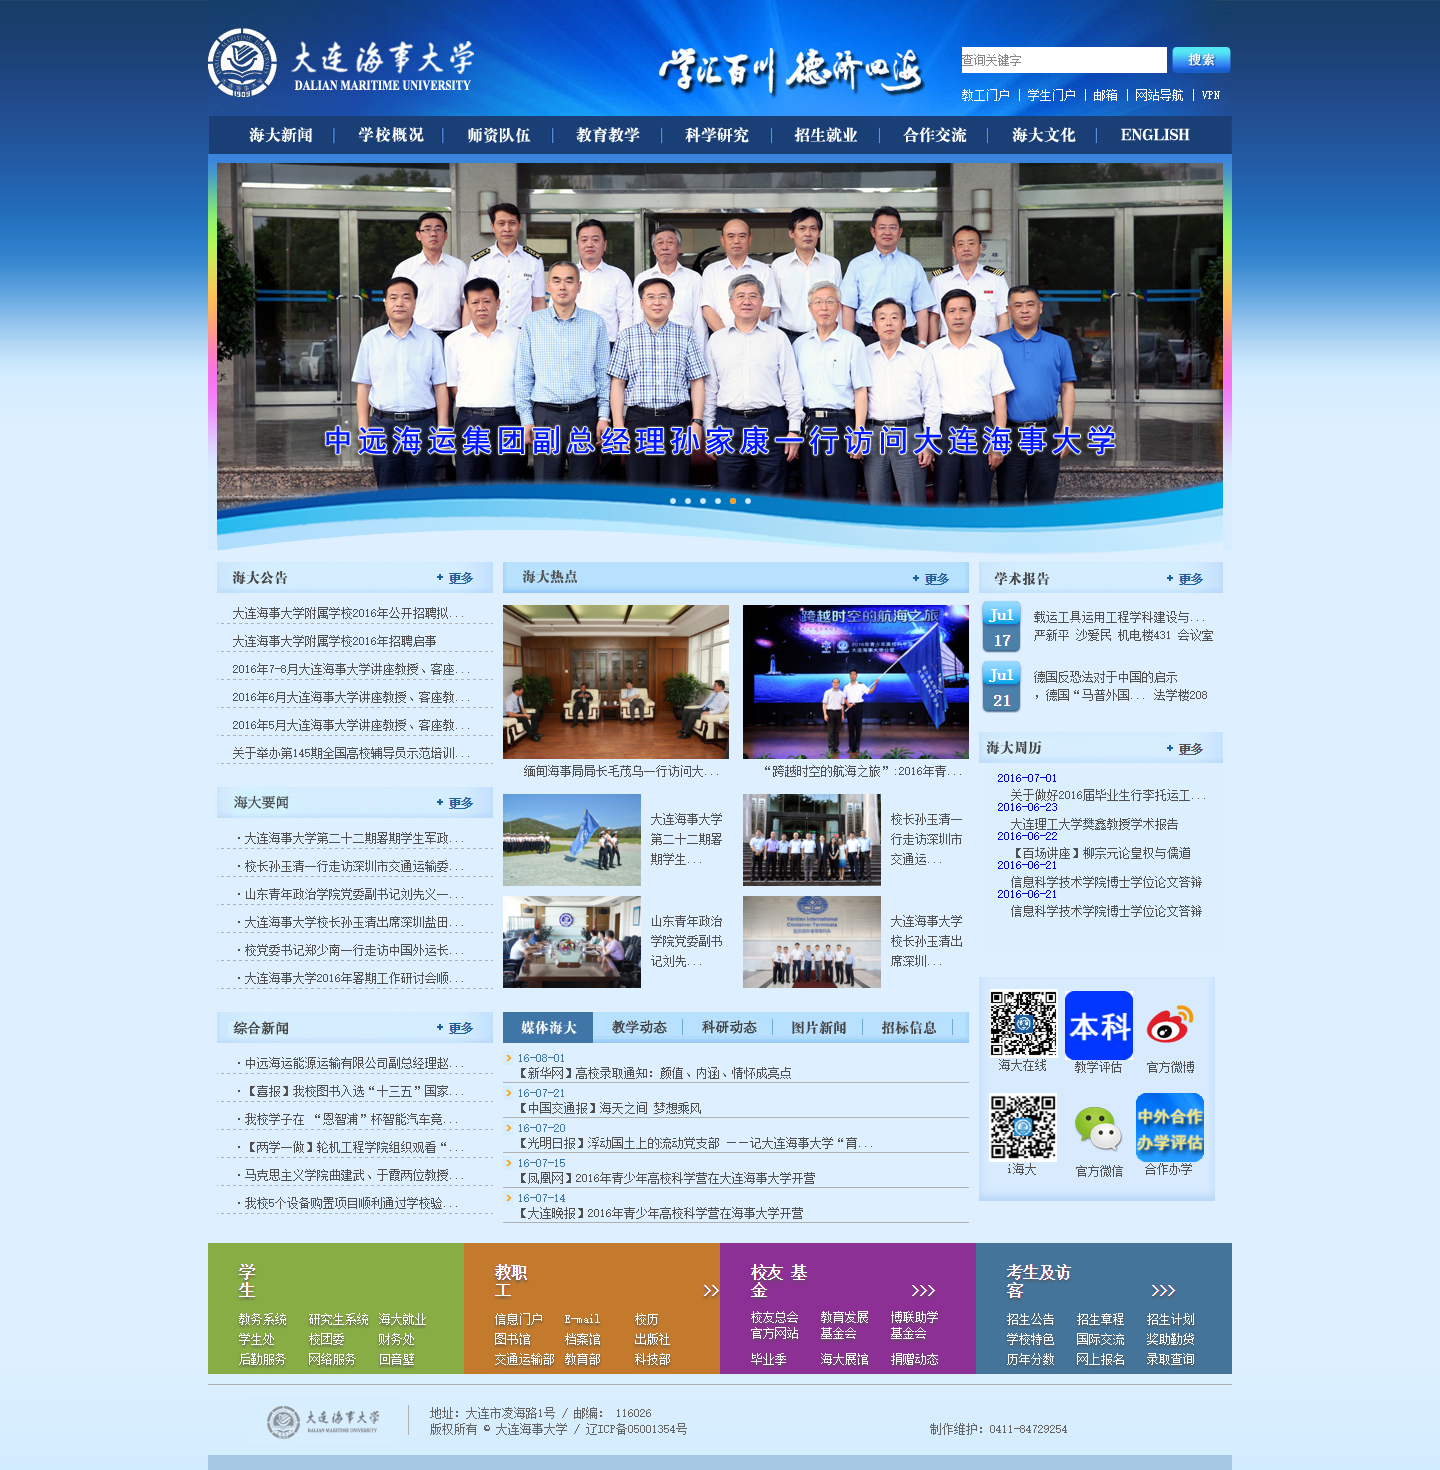 大连海事大学
DALIAN MARITIME UNIVERSITY
1909
学汇百川 德济四海
查询关键字
搜索
教工门户 | 学生门户 | 邮箱 | 网站导航 | VPN
海大新闻 学校概况 师资队伍 教育教学 科学研究 招生就业 合作交流 海大文化 ENGLISH
中远海运集团副总经理孙家康一行访问大连海事大学
海大公告
+ 更多
大连海事大学附属学校2016年公开招聘拟...
大连海事大学附属学校2016年招聘启事
2016年7-8月大连海事大学讲座教授、客座...
2016年6月大连海事大学讲座教授、客座教...
2016年5月大连海事大学讲座教授、客座教...
关于举办第145期全国高校辅导员示范培训...
海大要闻
+ 更多
·大连海事大学第二十二期暑期学生军政...
·校长孙玉清一行走访深圳市交通运输委...
·山东青年政治学院党委副书记刘先义一...
·大连海事大学校长孙玉清出席深圳盐田...
·校党委书记郑少南一行走访中国外运长...
·大连海事大学2016年暑期工作研讨会顺...
综合新闻
+ 更多
·中远海运能源运输有限公司副总经理赵...
·【喜报】我校图书入选“十三五”国家...
·我校学子在 “恩智浦”杯智能汽车竞...
·【两学一做】轮机工程学院组织观看“...
·马克思主义学院曲建武、于霞两位教授...
·我校5个设备购置项目顺利通过学校验...
海大热点
+ 更多
跨越时空的航海之旅
缅甸海事局局长毛茂乌一行访问大...
“跨越时空的航海之旅”:2016年青...
大连海事大学
第二十二期暑
期学生...
校长孙玉清一
行走访深圳市
交通运...
山东青年政治
学院党委副书
记刘先...
Yantian International
Container Terminals
大连海事大学
校长孙玉清出
席深圳...
媒体海大 教学动态 科研动态 图片新闻 招标信息
16-08-01
【新华网】高校录取通知: 颜值、内涵、情怀成亮点
16-07-21
【中国交通报】海天之间 梦想乘风
16-07-20
【光明日报】浮动国土上的流动党支部 ——记大连海事大学“育...
16-07-15
【凤凰网】2016年青少年高校科学营在大连海事大学开营
16-07-14
【大连晚报】2016年青少年高校科学营在海事大学开营
学术报告
+ 更多
Jul
17
载运工具运用工程学科建设与...
严新平 沙爱民 机电楼431 会议室
Jul
21
德国反恐法对于中国的启示
，德国“马普外国... 法学楼208
海大周历
+ 更多
2016-07-01
关于做好2016届毕业生行李托运工...
2016-06-23
大连理工大学樊鑫教授学术报告
2016-06-22
【百场讲座】柳宗元论皇权与儒道
2016-06-21
信息科学技术学院博士学位论文答辩
2016-06-21
信息科学技术学院博士学位论文答辩
海大在线
本科
教学评估
官方微博
i海大
官方微信
中外合作
办学评估
合作办学
学
生
教务系统 研究生系统 海大就业
学生处 校团委 财务处
后勤服务 网络服务 回音壁
教职
工
信息门户 E-mail 校历
图书馆 档案馆 出版社
交通运输部 教育部 科技部
校友 基
金
校友总会 教育发展 博联助学
官方网站 基金会 基金会
毕业季 海大展馆 捐赠动态
考生及访
客
招生公告 招生章程 招生计划
学校特色 国际交流 奖助勤贷
历年分数 网上报名 录取查询
大连海事大学
DALIAN MARITIME UNIVERSITY
地址: 大连市凌海路1号 / 邮编: 116026
版权所有 © 大连海事大学 / 辽ICP备05001354号
制作维护: 0411-84729254